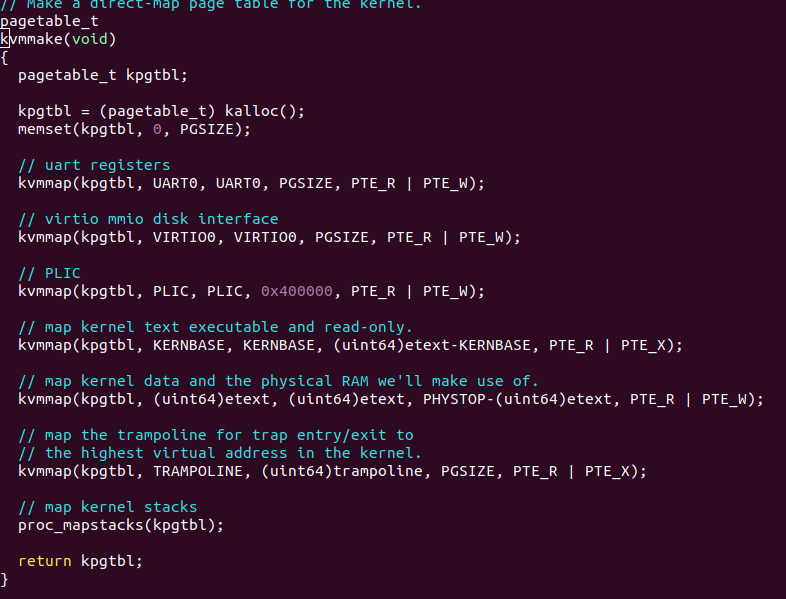 // Make a direct-map page table for the kernel.
pagetable_t
kvmmake(void)
{
  pagetable_t kpgtbl;

  kpgtbl = (pagetable_t) kalloc();
  memset(kpgtbl, 0, PGSIZE);

  // uart registers
  kvmmap(kpgtbl, UART0, UART0, PGSIZE, PTE_R | PTE_W);

  // virtio mmio disk interface
  kvmmap(kpgtbl, VIRTIO0, VIRTIO0, PGSIZE, PTE_R | PTE_W);

  // PLIC
  kvmmap(kpgtbl, PLIC, PLIC, 0x400000, PTE_R | PTE_W);

  // map kernel text executable and read-only.
  kvmmap(kpgtbl, KERNBASE, KERNBASE, (uint64)etext-KERNBASE, PTE_R | PTE_X);

  // map kernel data and the physical RAM we'll make use of.
  kvmmap(kpgtbl, (uint64)etext, (uint64)etext, PHYSTOP-(uint64)etext, PTE_R | PTE_W);

  // map the trampoline for trap entry/exit to
  // the highest virtual address in the kernel.
  kvmmap(kpgtbl, TRAMPOLINE, (uint64)trampoline, PGSIZE, PTE_R | PTE_X);

  // map kernel stacks
  proc_mapstacks(kpgtbl);

  return kpgtbl;
}